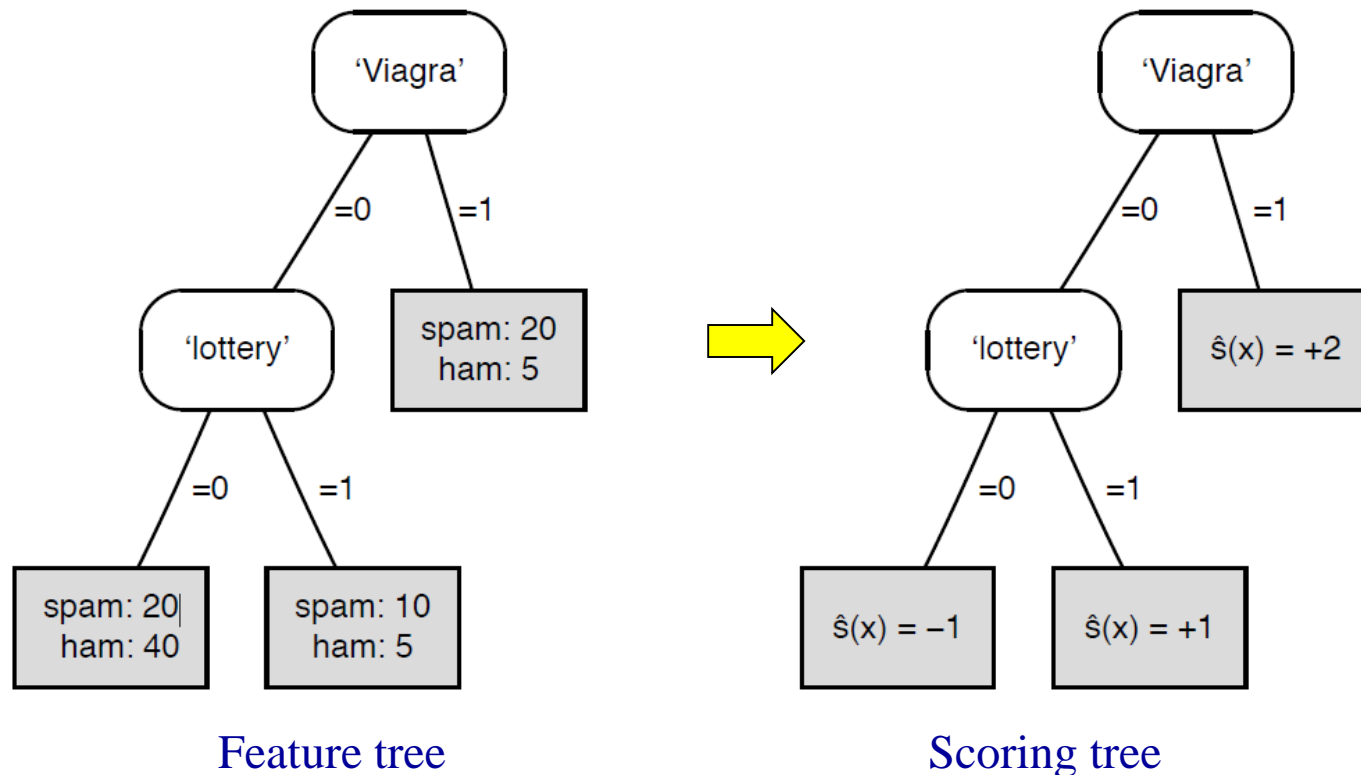 ‘Viagra’
=0
=1
‘lottery’
spam: 20
ham: 5
=0
=1
spam: 20
ham: 40
spam: 10
ham: 5
Feature tree
‘Viagra’
=0
=1
‘lottery’
ŝ(x) = +2
=0
=1
ŝ(x) = −1
ŝ(x) = +1
Scoring tree